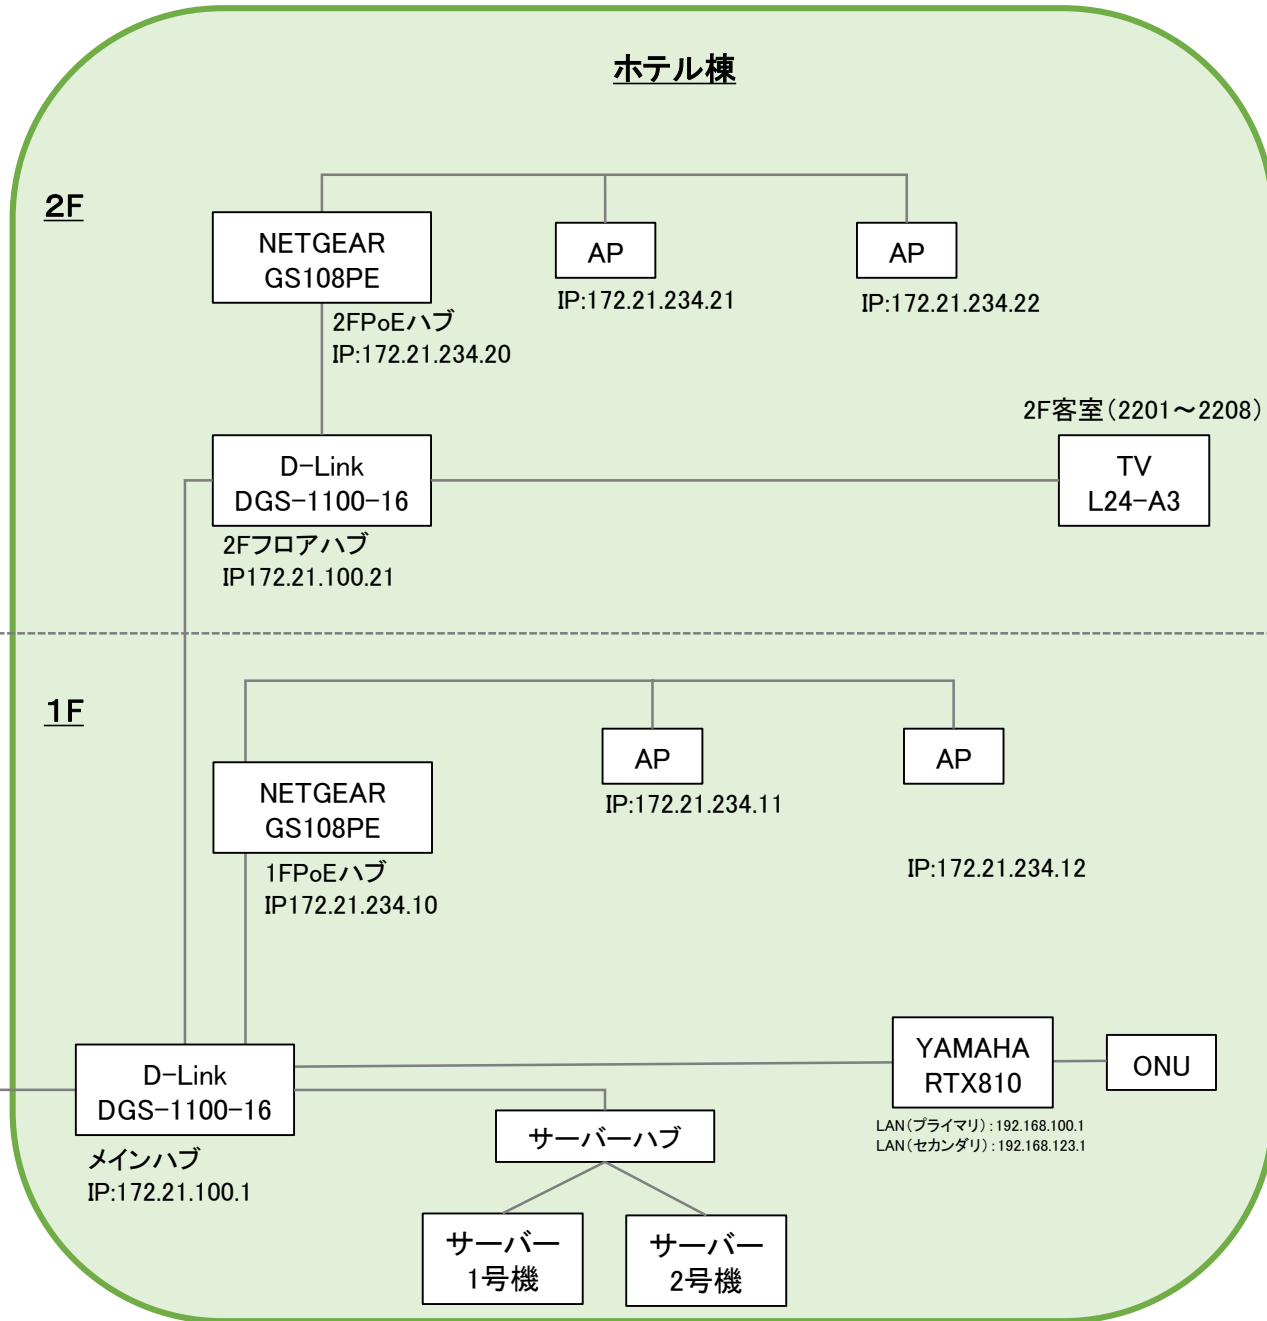 ホテル棟
2F
NETGEAR
GS108PE
2FPoEハブ
IP:172.21.234.20
AP
IP:172.21.234.21
AP
IP:172.21.234.22
2F客室(2201～2208)
TV
L24-A3
D-Link
DGS-1100-16
2Fフロアハブ
IP172.21.100.21
1F
NETGEAR
GS108PE
1FPoEハブ
IP172.21.234.10
AP
IP:172.21.234.11
AP
IP:172.21.234.12
D-Link
DGS-1100-16
メインハブ
IP:172.21.100.1
サーバーハブ
サーバー
1号機
サーバー
2号機
YAMAHA
RTX810
LAN(プライマリ):192.168.100.1
LAN(セカンダリ):192.168.123.1
ONU